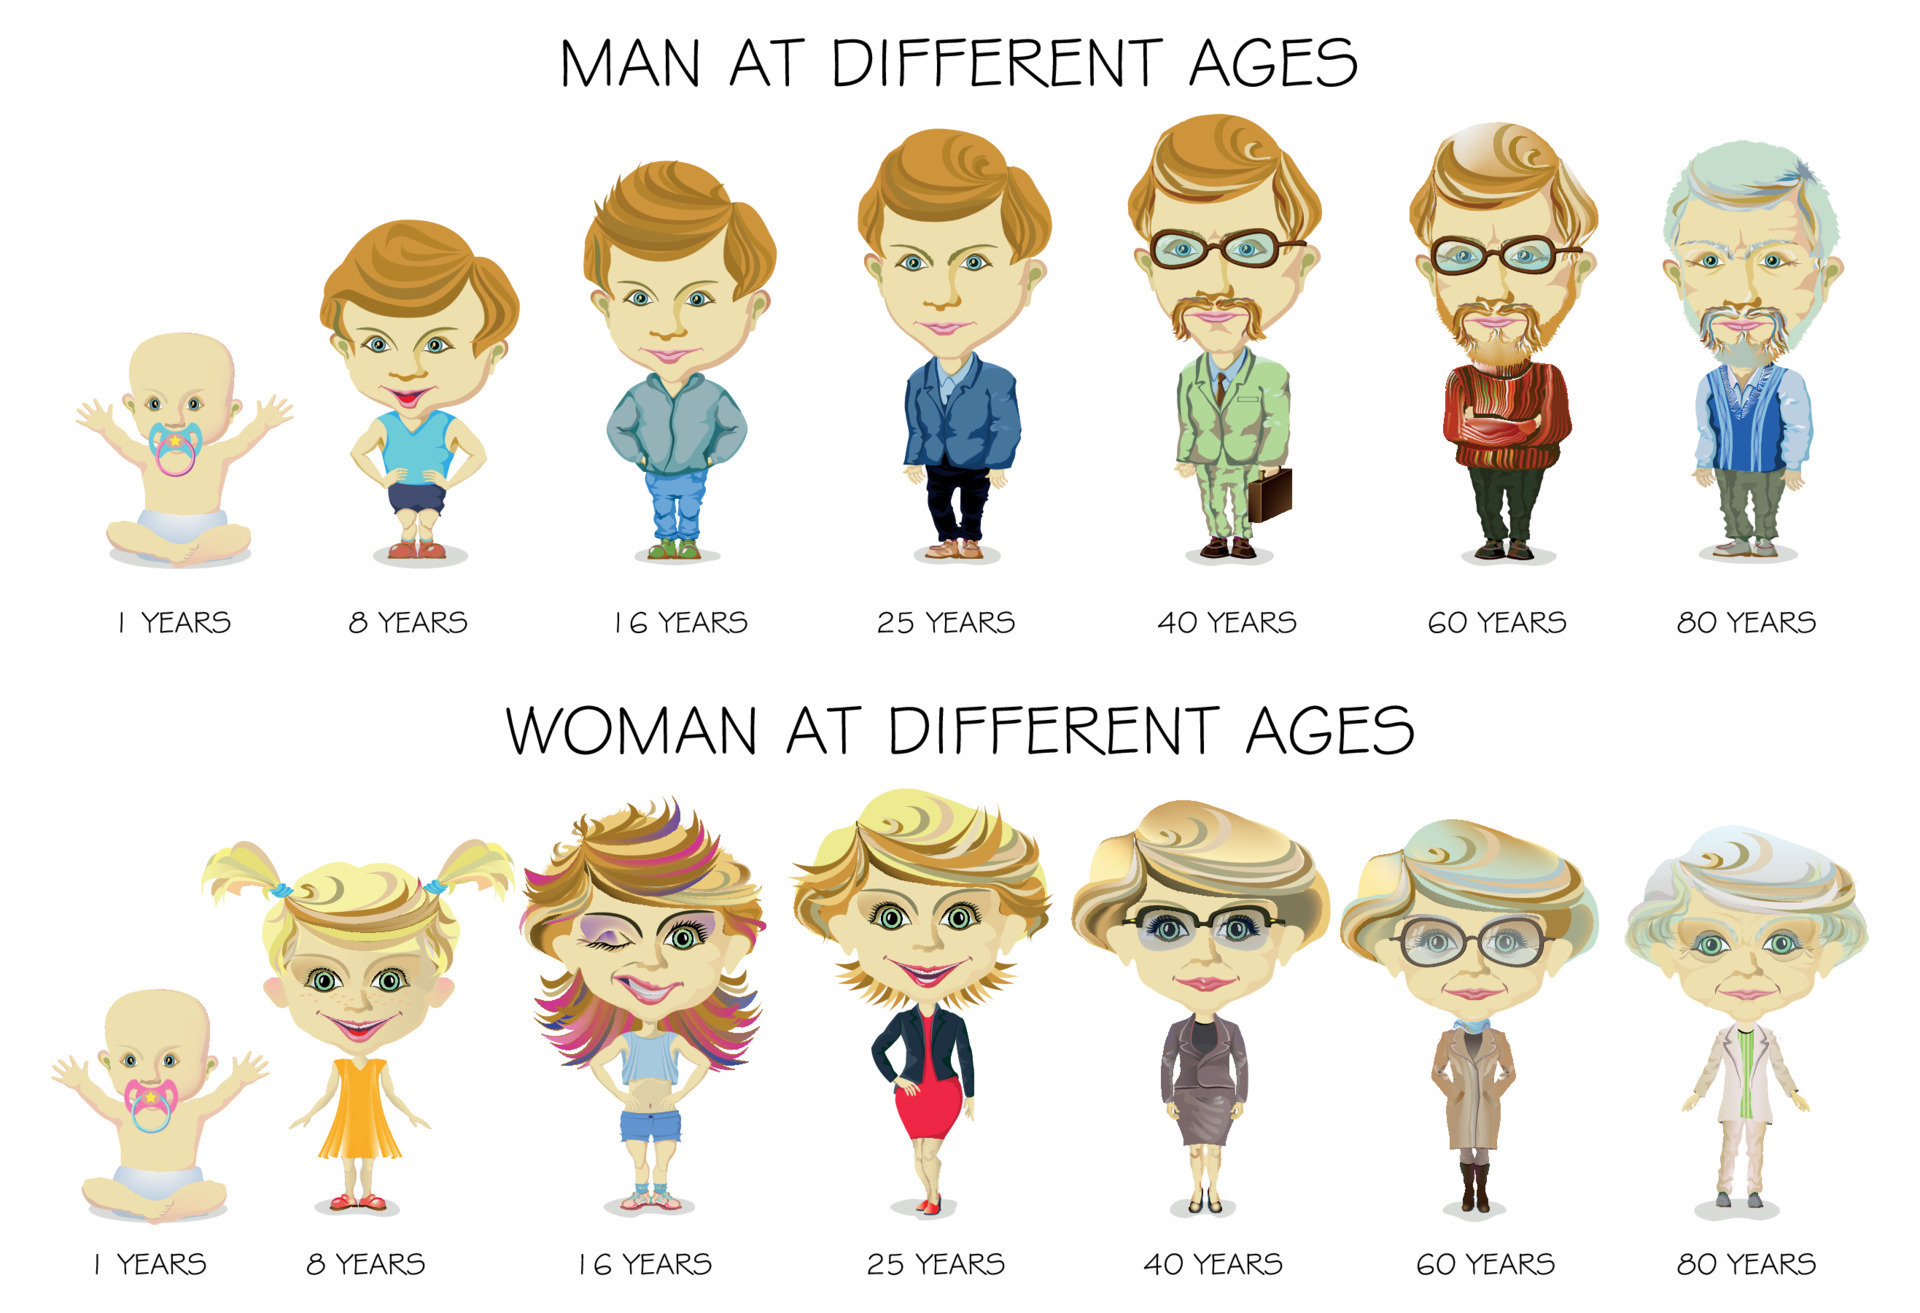 MAN AT DIFFERENT AGES
1 YEARS 8 YEARS 16 YEARS 25 YEARS 40 YEARS 60 YEARS 80 YEARS
WOMAN AT DIFFERENT AGES
1 YEARS 8 YEARS 16 YEARS 25 YEARS 40 YEARS 60 YEARS 80 YEARS